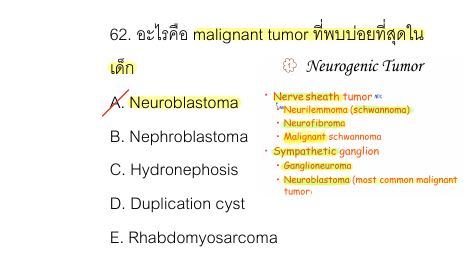 62. อะไรคือ malignant tumor ที่พบบ่อยที่สุดใน
เด็ก
A. Neuroblastoma
B. Nephroblastoma
C. Hydronephosis
D. Duplication cyst
E. Rhabdomyosarcoma
Neurogenic Tumor
• Nerve sheath tumor
Neurilemmoma (schwannoma)
• Neurofibroma
• Malignant schwannoma
• Sympathetic ganglion
• Ganglioneuroma
• Neuroblastoma (most common malignant
tumor)